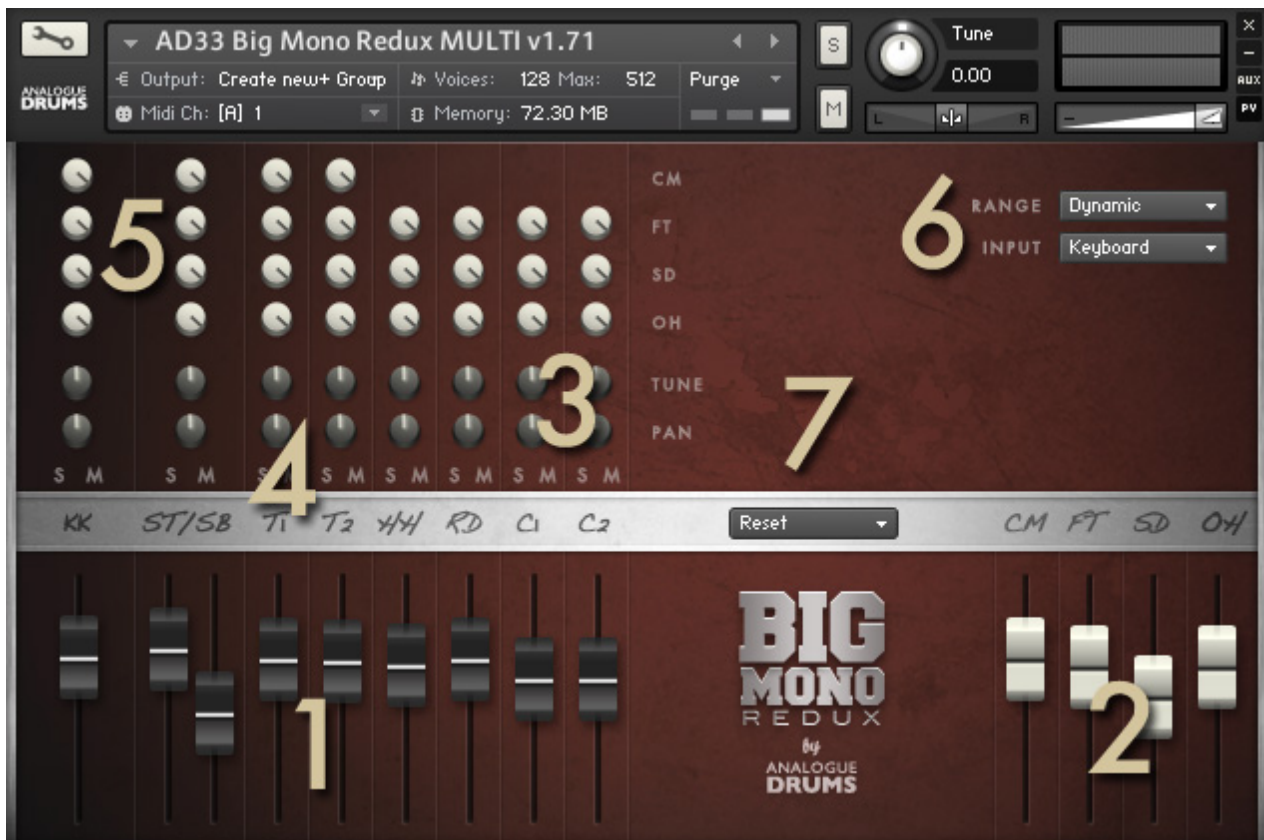 AD33 Big Mono Redux MULTI v1.71
S
Tune
×
–
Output: Create new+ Group
Voices: 128 Max: 512
Purge
0.00
AUX
ANALOGUE
DRUMS
Midi Ch: [A] 1
Memory: 72.30 MB
M
L
R
–
PV
CM
5
6
RANGE Dynamic
FT
INPUT Keyboard
SD
OH
3
TUNE
7
PAN
4
S M S M S M S M S M S M S M S M
KK ST/SB T1 T2 HH RD C1 C2 Reset CM FT SD OH
BIG
MONO
REDUX
1
2
by
ANALOGUE
DRUMS